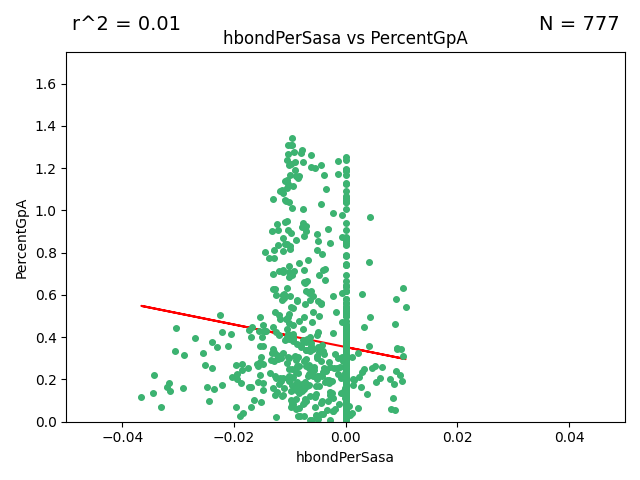 r^2 = 0.01
N = 777
hbondPerSasa vs PercentGpA
PercentGpA
1.6
1.4
1.2
1.0
0.8
0.6
0.4
0.2
0.0
−0.04
−0.02
0.00
0.02
0.04
hbondPerSasa